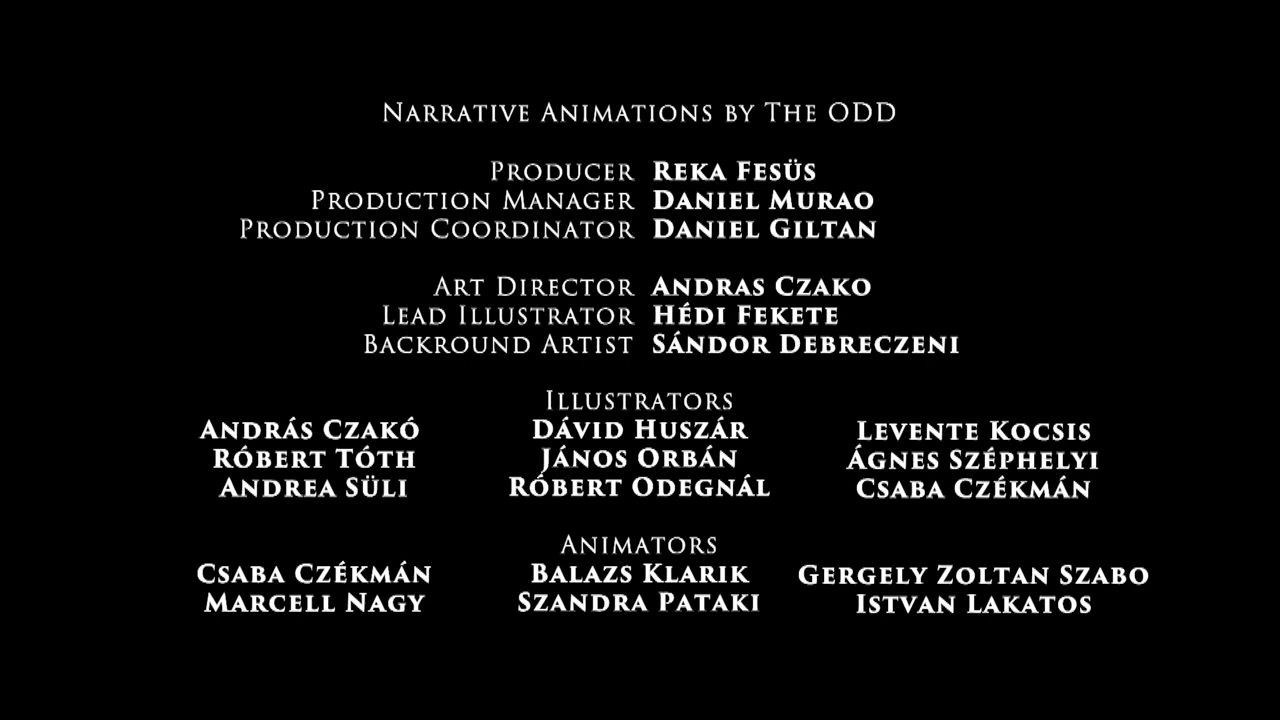 Narrative Animations by The ODD
Producer Reka Fesüs
Production Manager Daniel Murao
Production Coordinator Daniel Giltan
Art Director Andras Czako
Lead Illustrator Hédi Fekete
Backround Artist Sándor Debreczeni
Illustrators
András Czakó Dávid Huszár Levente Kocsis
Róbert Tóth János Orbán Ágnes Széphelyi
Andrea Süli Róbert Odegnál Csaba Czékmán
Animators
Csaba Czékmán Balazs Klarik Gergely Zoltan Szabo
Marcell Nagy Szandra Pataki Istvan Lakatos